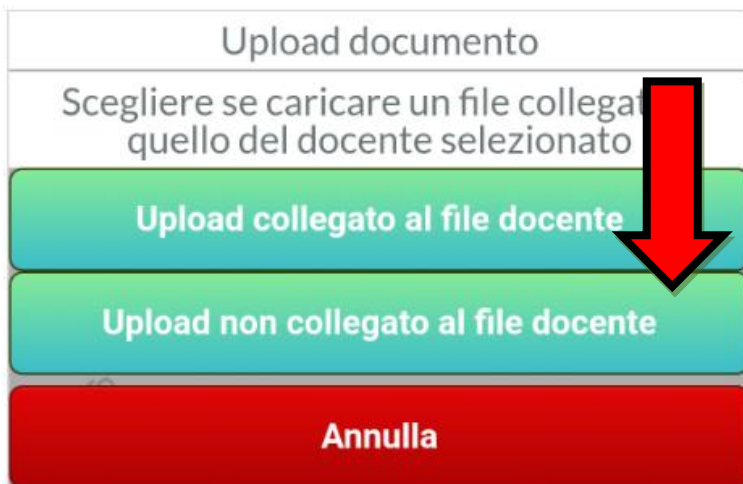 Upload documento
Scegliere se caricare un file
quello del docente selezionato
Upload collegato al file docente
Upload non collegato al file docente
Annulla